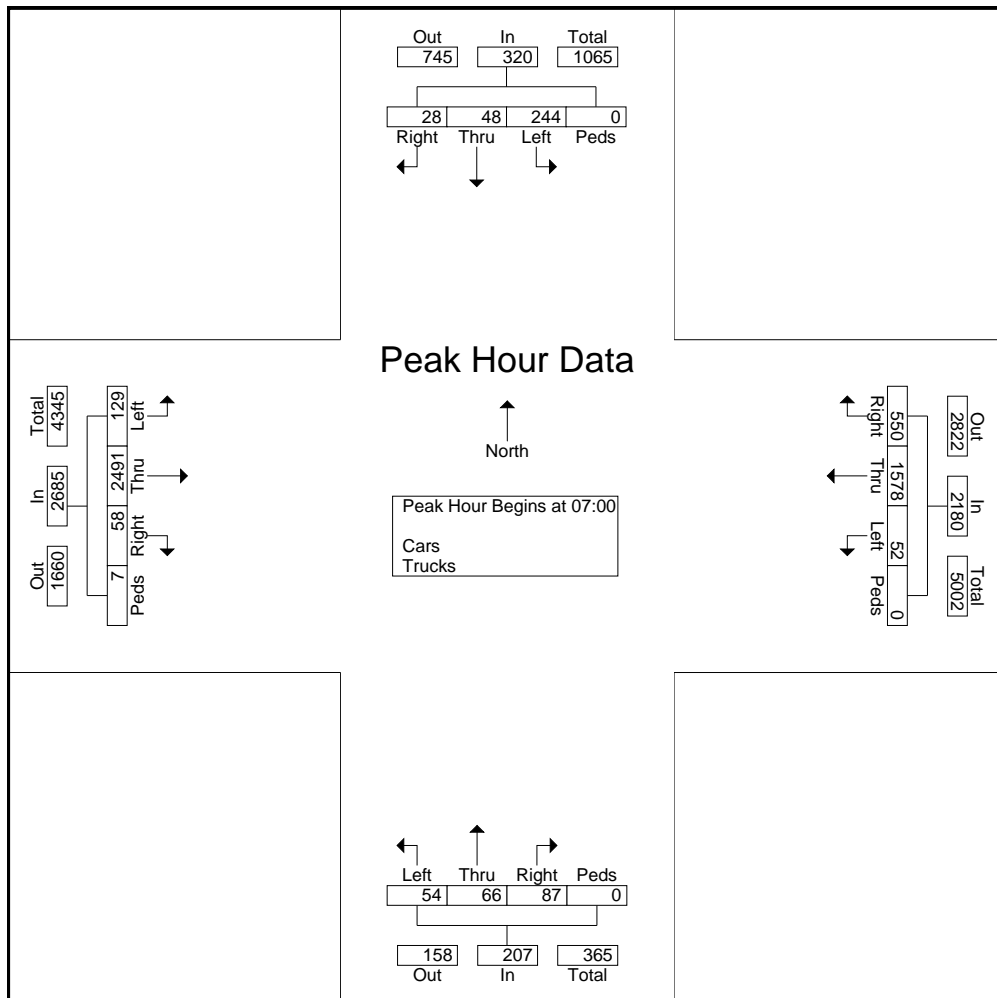 Out In Total
745 320 1065
28 48 244 0
Right Thru Left Peds
Peak Hour Data
North
Peak Hour Begins at 07:00
Cars
Trucks
Total In Out
4345 2685 1660
129 2491 58 7
Left Thru Right Peds
Out In Total
2822 2180 5002
550 1578 52 0
Right Thru Left Peds
Left Thru Right Peds
54 66 87 0
158 207 365
Out In Total